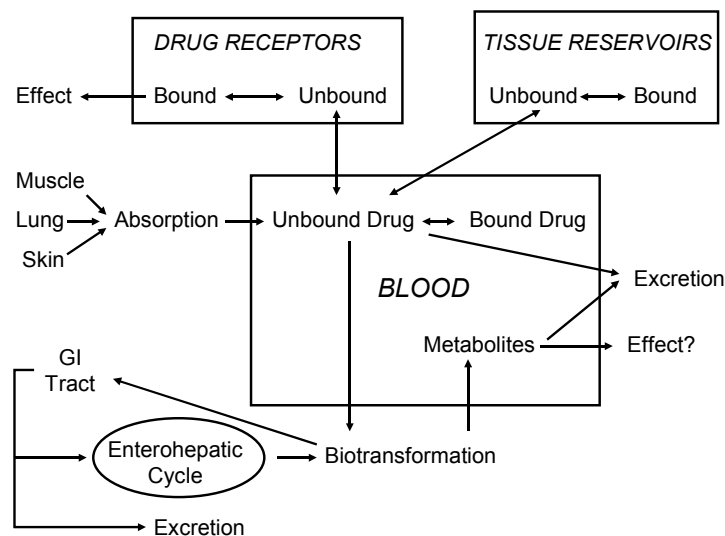 DRUG RECEPTORS
TISSUE RESERVOIRS
Effect
Bound
Unbound
Unbound
Bound
Muscle
Lung
Absorption
Unbound Drug
Bound Drug
Skin
Excretion
BLOOD
Metabolites
Effect?
GI
Tract
Enterohepatic
Cycle
Biotransformation
Excretion